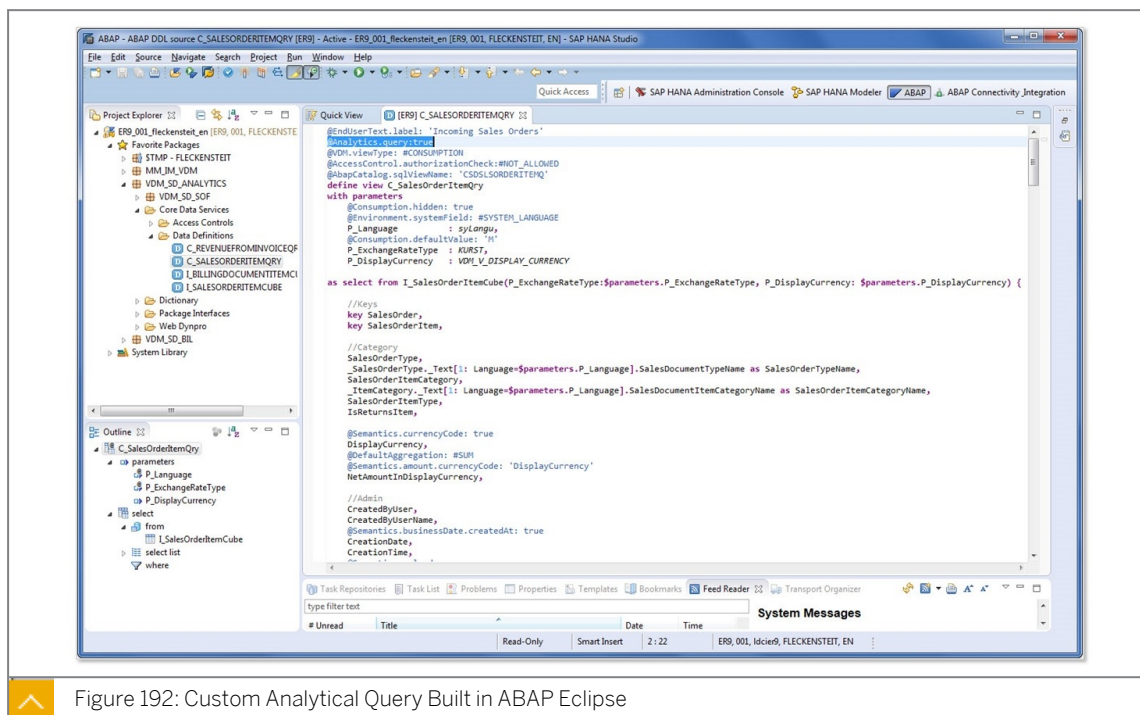 ABAP - ABAP DDL source C_SALESORDERITEMQRY [ER9] - Active - ER9_001_fleckensteit_en [ER9, 001, FLECKENSTEIT, EN] - SAP HANA Studio
File Edit Source Navigate Search Project Run Window Help
Quick Access SAP HANA Administration Console SAP HANA Modeler ABAP ABAP Connectivity_Integration
Project Explorer
ER9_001_fleckensteit_en [ER9, 001, FLECKENSTE
Favorite Packages
STMP - FLECKENSTEIT
MM_IM_VDM
VDM_SD_ANALYTICS
VDM_SD_SOF
Core Data Services
Access Controls
Data Definitions
C_REVENUEFROMINVOICEQF
C_SALESORDERITEMQRY
I_BILLINGDOCUMENTITEMCI
I_SALESORDERITEMCUBE
Dictionary
Package Interfaces
Web Dynpro
VDM_SD_BIL
System Library
Outline
C_SalesOrderItemQry
parameters
P_Language
P_ExchangeRateType
P_DisplayCurrency
select
from
I_SalesOrderItemCube
select list
where
Quick View [ER9] C_SALESORDERITEMQRY
@EndUserText.label: 'Incoming Sales Orders'
@Analytics.query:true
@VDM.viewType: #CONSUMPTION
@AccessControl.authorizationCheck:#NOT_ALLOWED
@AbapCatalog.sqlViewName: 'CSDSLSORDERITEMQ'
define view C_SalesOrderItemQry
with parameters
@Consumption.hidden: true
@Environment.systemField: #SYSTEM_LANGUAGE
P_Language : syLangu,
@Consumption.defaultValue: 'M'
P_ExchangeRateType : KURST,
P_DisplayCurrency : VDM_V_DISPLAY_CURRENCY
as select from I_SalesOrderItemCube(P_ExchangeRateType:$parameters.P_ExchangeRateType, P_DisplayCurrency: $parameters.P_DisplayCurrency) {
//Keys
key SalesOrder,
key SalesOrderItem,
//Category
SalesOrderType,
_SalesOrderType._Text[1: Language=$parameters.P_Language].SalesDocumentTypeName as SalesOrderTypeName,
SalesOrderItemCategory,
_ItemCategory._Text[1: Language=$parameters.P_Language].SalesDocumentItemCategoryName as SalesOrderItemCategoryName,
SalesOrderItemType,
IsReturnsItem,
@Semantics.currencyCode: true
DisplayCurrency,
@DefaultAggregation: #SUM
@Semantics.amount.currencyCode: 'DisplayCurrency'
NetAmountInDisplayCurrency,
//Admin
CreatedByUser,
CreatedByUserName,
@Semantics.businessDate.createdAt: true
CreationDate,
CreationTime,
Task Repositories Task List Problems Properties Templates Bookmarks Feed Reader Transport Organizer
type filter text
System Messages
# Unread Title Date Time
Read-Only Smart Insert 2 : 22 ER9, 001, ldcier9, FLECKENSTEIT, EN
Figure 192: Custom Analytical Query Built in ABAP Eclipse